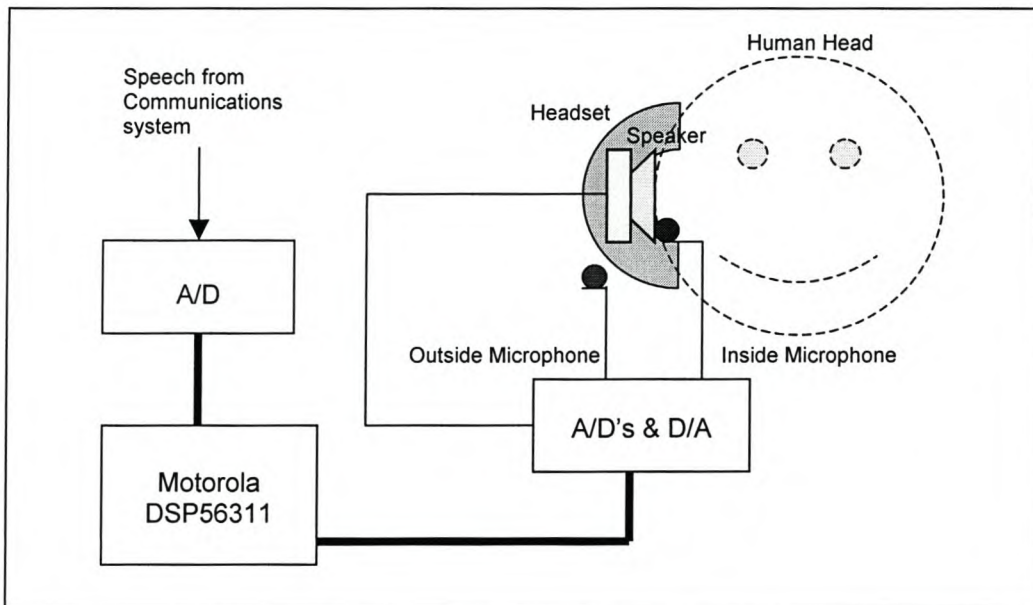 Human Head
Speech from
Communications
system
Headset
Speaker
A/D
Outside Microphone
Inside Microphone
A/D's & D/A
Motorola
DSP56311